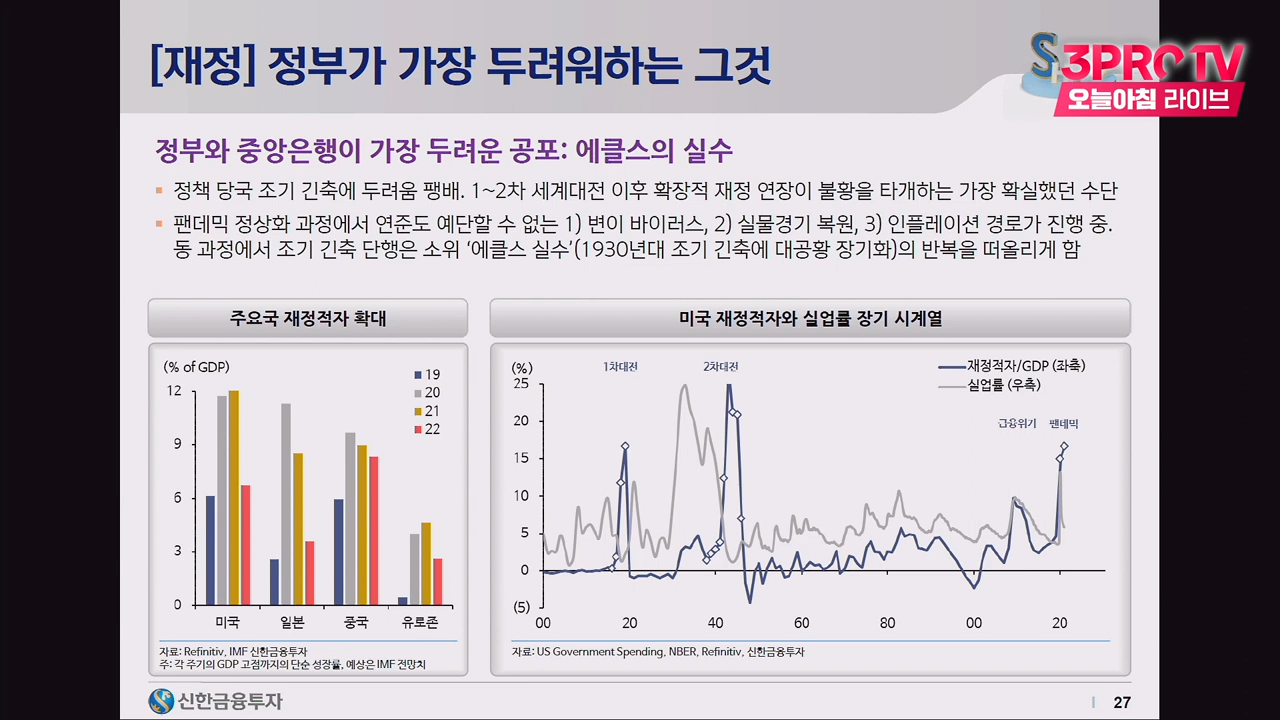 [재정] 정부가 가장 두려워하는 그것
3PROTV
오늘아침 라이브
정부와 중앙은행이 가장 두려운 공포: 에클스의 실수
정책 당국 조기 긴축에 두려움 팽배. 1~2차 세계대전 이후 확장적 재정 연장이 불황을 타개하는 가장 확실했던 수단
팬데믹 정상화 과정에서 연준도 예단할 수 없는 1) 변이 바이러스, 2) 실물경기 복원, 3) 인플레이션 경로가 진행 중.
동 과정에서 조기 긴축 단행은 소위 ‘에클스 실수’(1930년대 조기 긴축에 대공황 장기화)의 반복을 떠올리게 함
주요국 재정적자 확대
(% of GDP)
19
20
21
22
12
9
6
3
0
미국 일본 중국 유로존
자료: Refinitiv, IMF 신한금융투자
주: 각 주기의 GDP 고점까지의 단순 성장률, 예상은 IMF 전망치
미국 재정적자와 실업률 장기 시계열
(%)
1차대전
2차대전
재정적자/GDP (좌축)
실업률 (우축)
금융위기
팬데믹
25
20
15
10
5
0
(5)
00 20 40 60 80 00 20
자료: US Government Spending, NBER, Refinitiv, 신한금융투자
신한금융투자
27